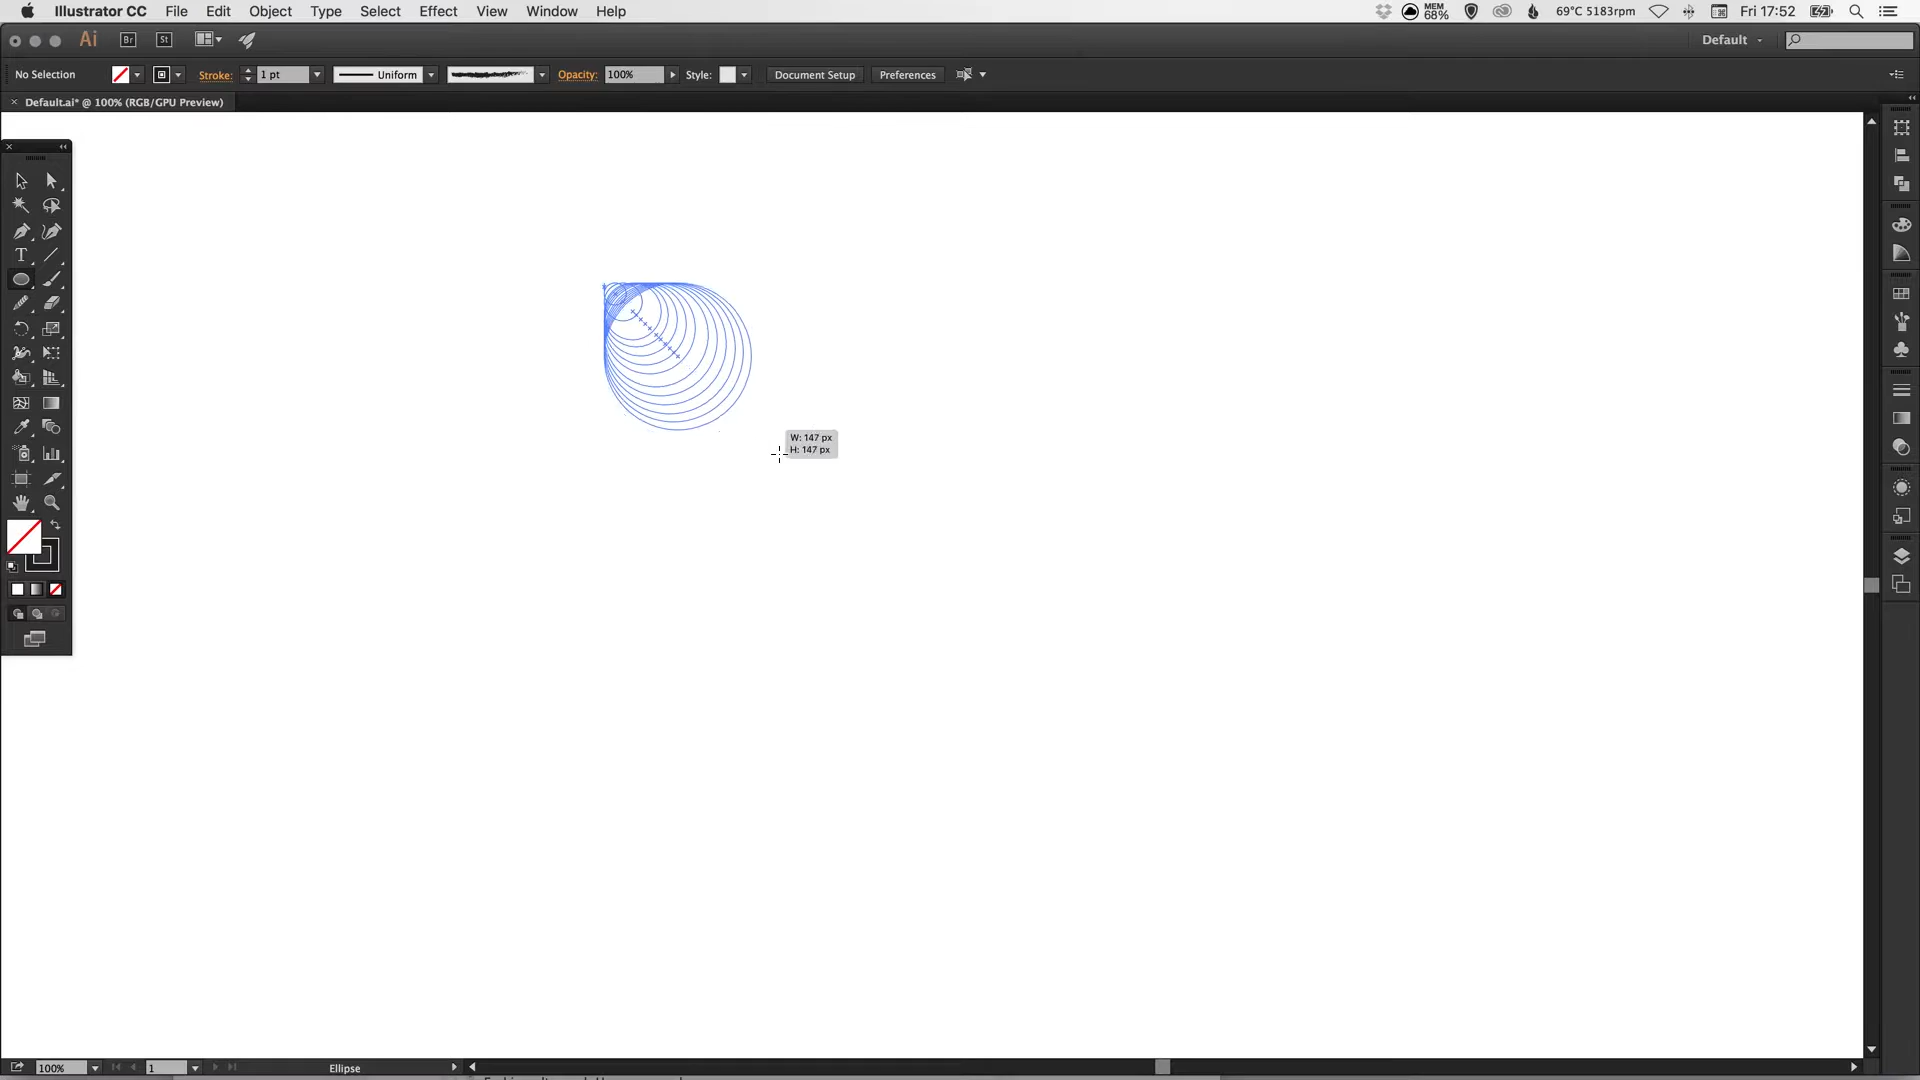 Illustrator CC File Edit Object Type Select Effect View Window Help MEM 68% 69°C 5183rpm Fri 17:52
Ai Br St Default
No Selection Stroke: 1 pt Uniform Opacity: 100% Style: Document Setup Preferences
Default.ai* @ 100% (RGB/GPU Preview)
W: 147 px
H: 147 px
100% 1 Ellipse